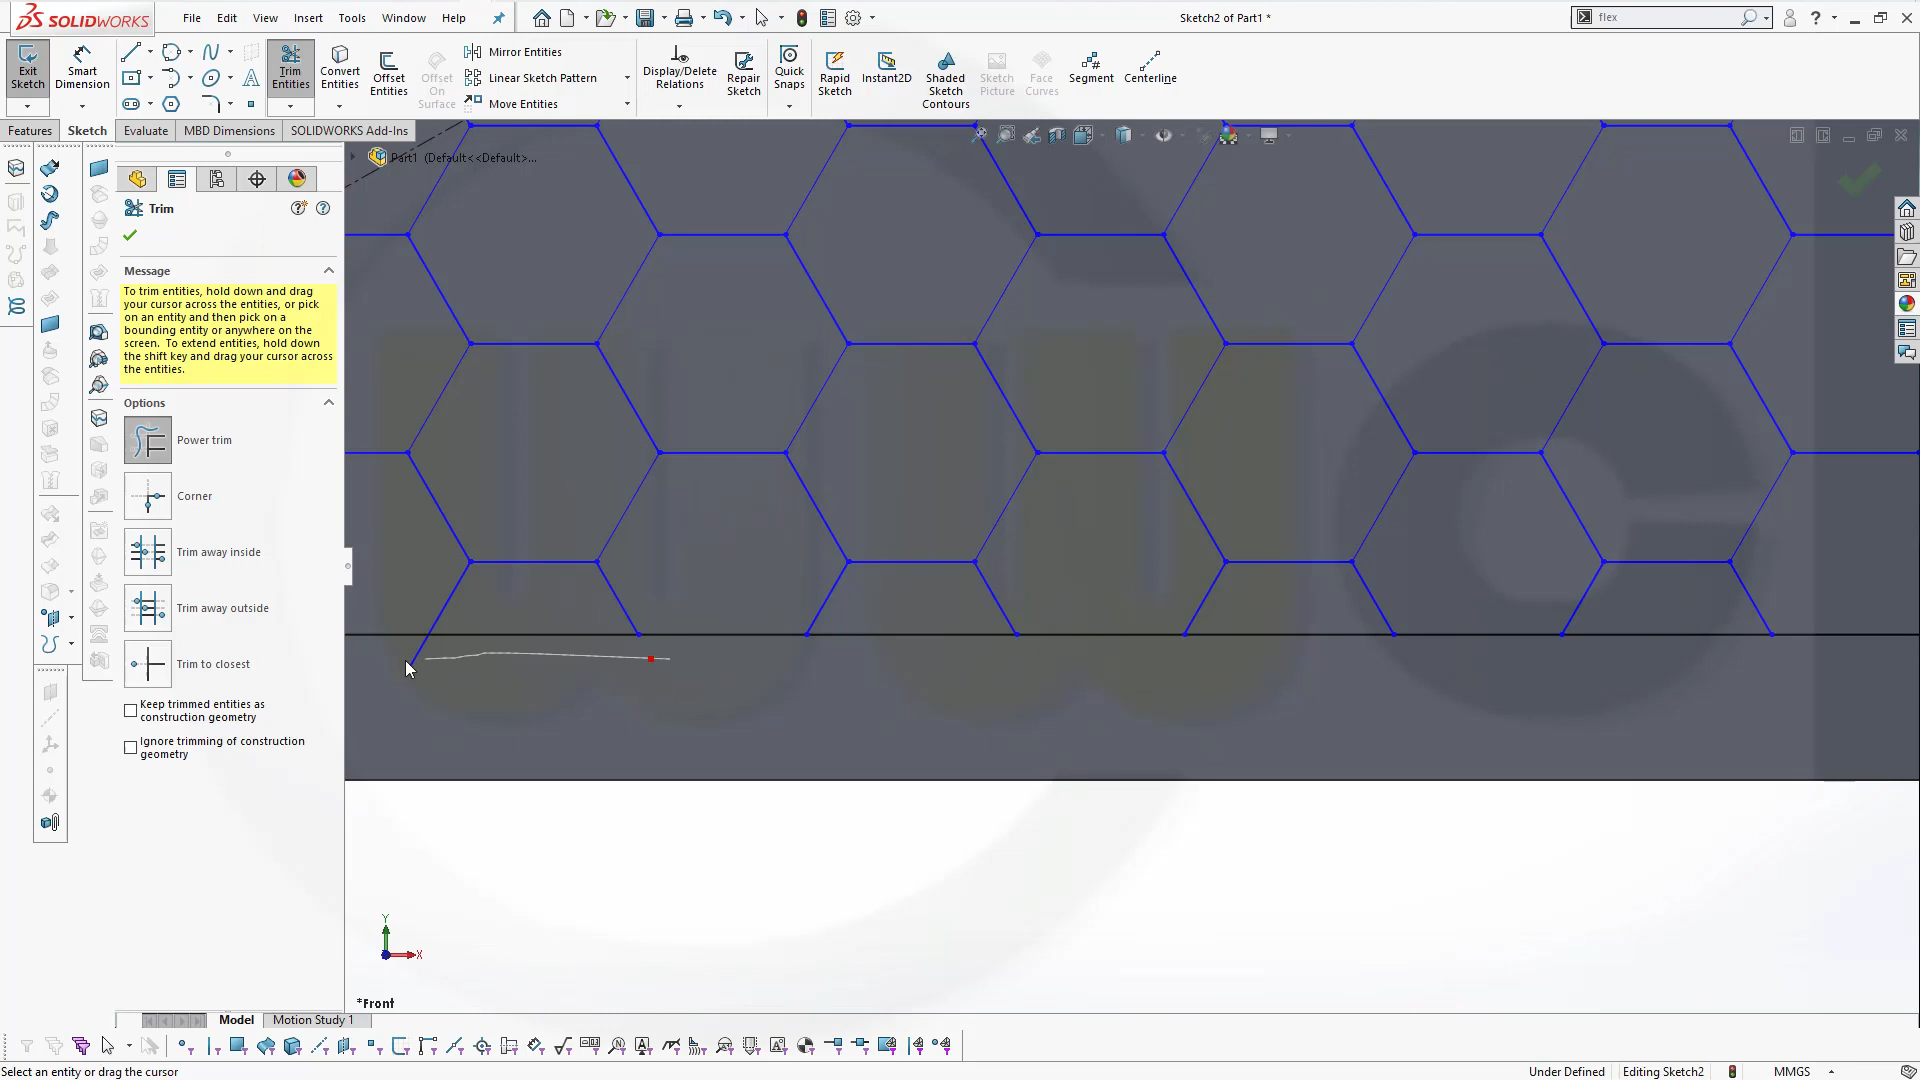 SOLIDWORKS
File Edit View Insert Tools Window Help
Sketch2 of Part1 *
flex
Exit Sketch
Smart Dimension
Trim Entities
Convert Entities
Offset Entities
Offset On Surface
Mirror Entities
Linear Sketch Pattern
Move Entities
Display/Delete Relations
Repair Sketch
Quick Snaps
Rapid Sketch
Instant2D
Shaded Sketch Contours
Sketch Picture
Face Curves
Segment
Centerline
Features Sketch Evaluate MBD Dimensions SOLIDWORKS Add-Ins
Part1 (Default<<Default>...
Trim
Message
To trim entities, hold down and drag
your cursor across the entities, or pick
on an entity and then pick on a
bounding entity or anywhere on the
screen. To extend entities, hold down
the shift key and drag your cursor across
the entities.
Options
Power trim
Corner
Trim away inside
Trim away outside
Trim to closest
Keep trimmed entities as
construction geometry
Ignore trimming of construction
geometry
Y
X
*Front
Model Motion Study 1
Select an entity or drag the cursor
Under Defined Editing Sketch2 MMGS